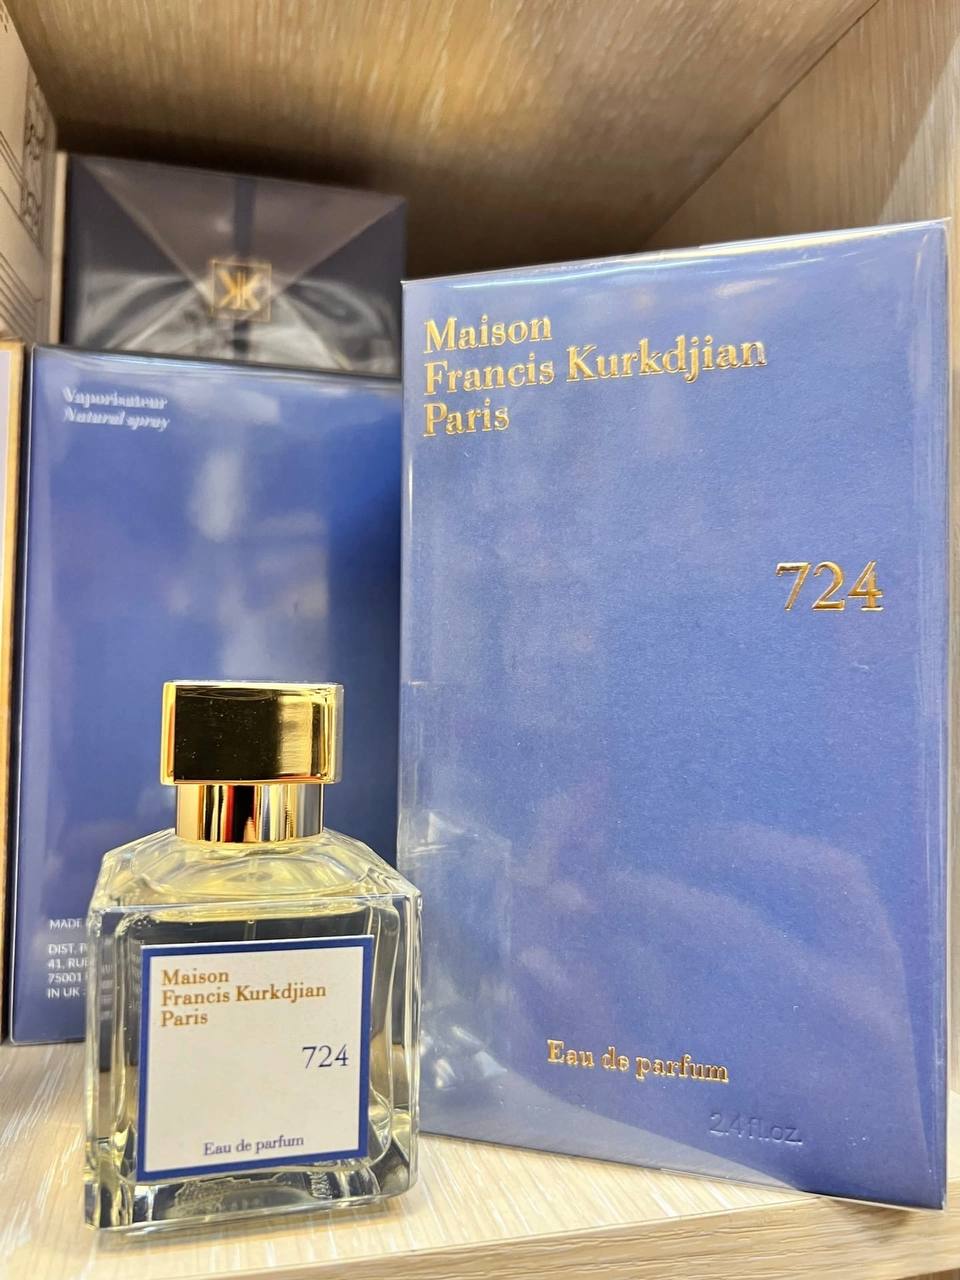 Vaporisateur
Natural spray
MADE
DIST.
41, RUE
75001
IN UK
Maison
Francis Kurkdjian
Paris
724
Eau de parfum
2.4 fl.oz.
Maison
Francis Kurkdjian
Paris
724
Eau de parfum